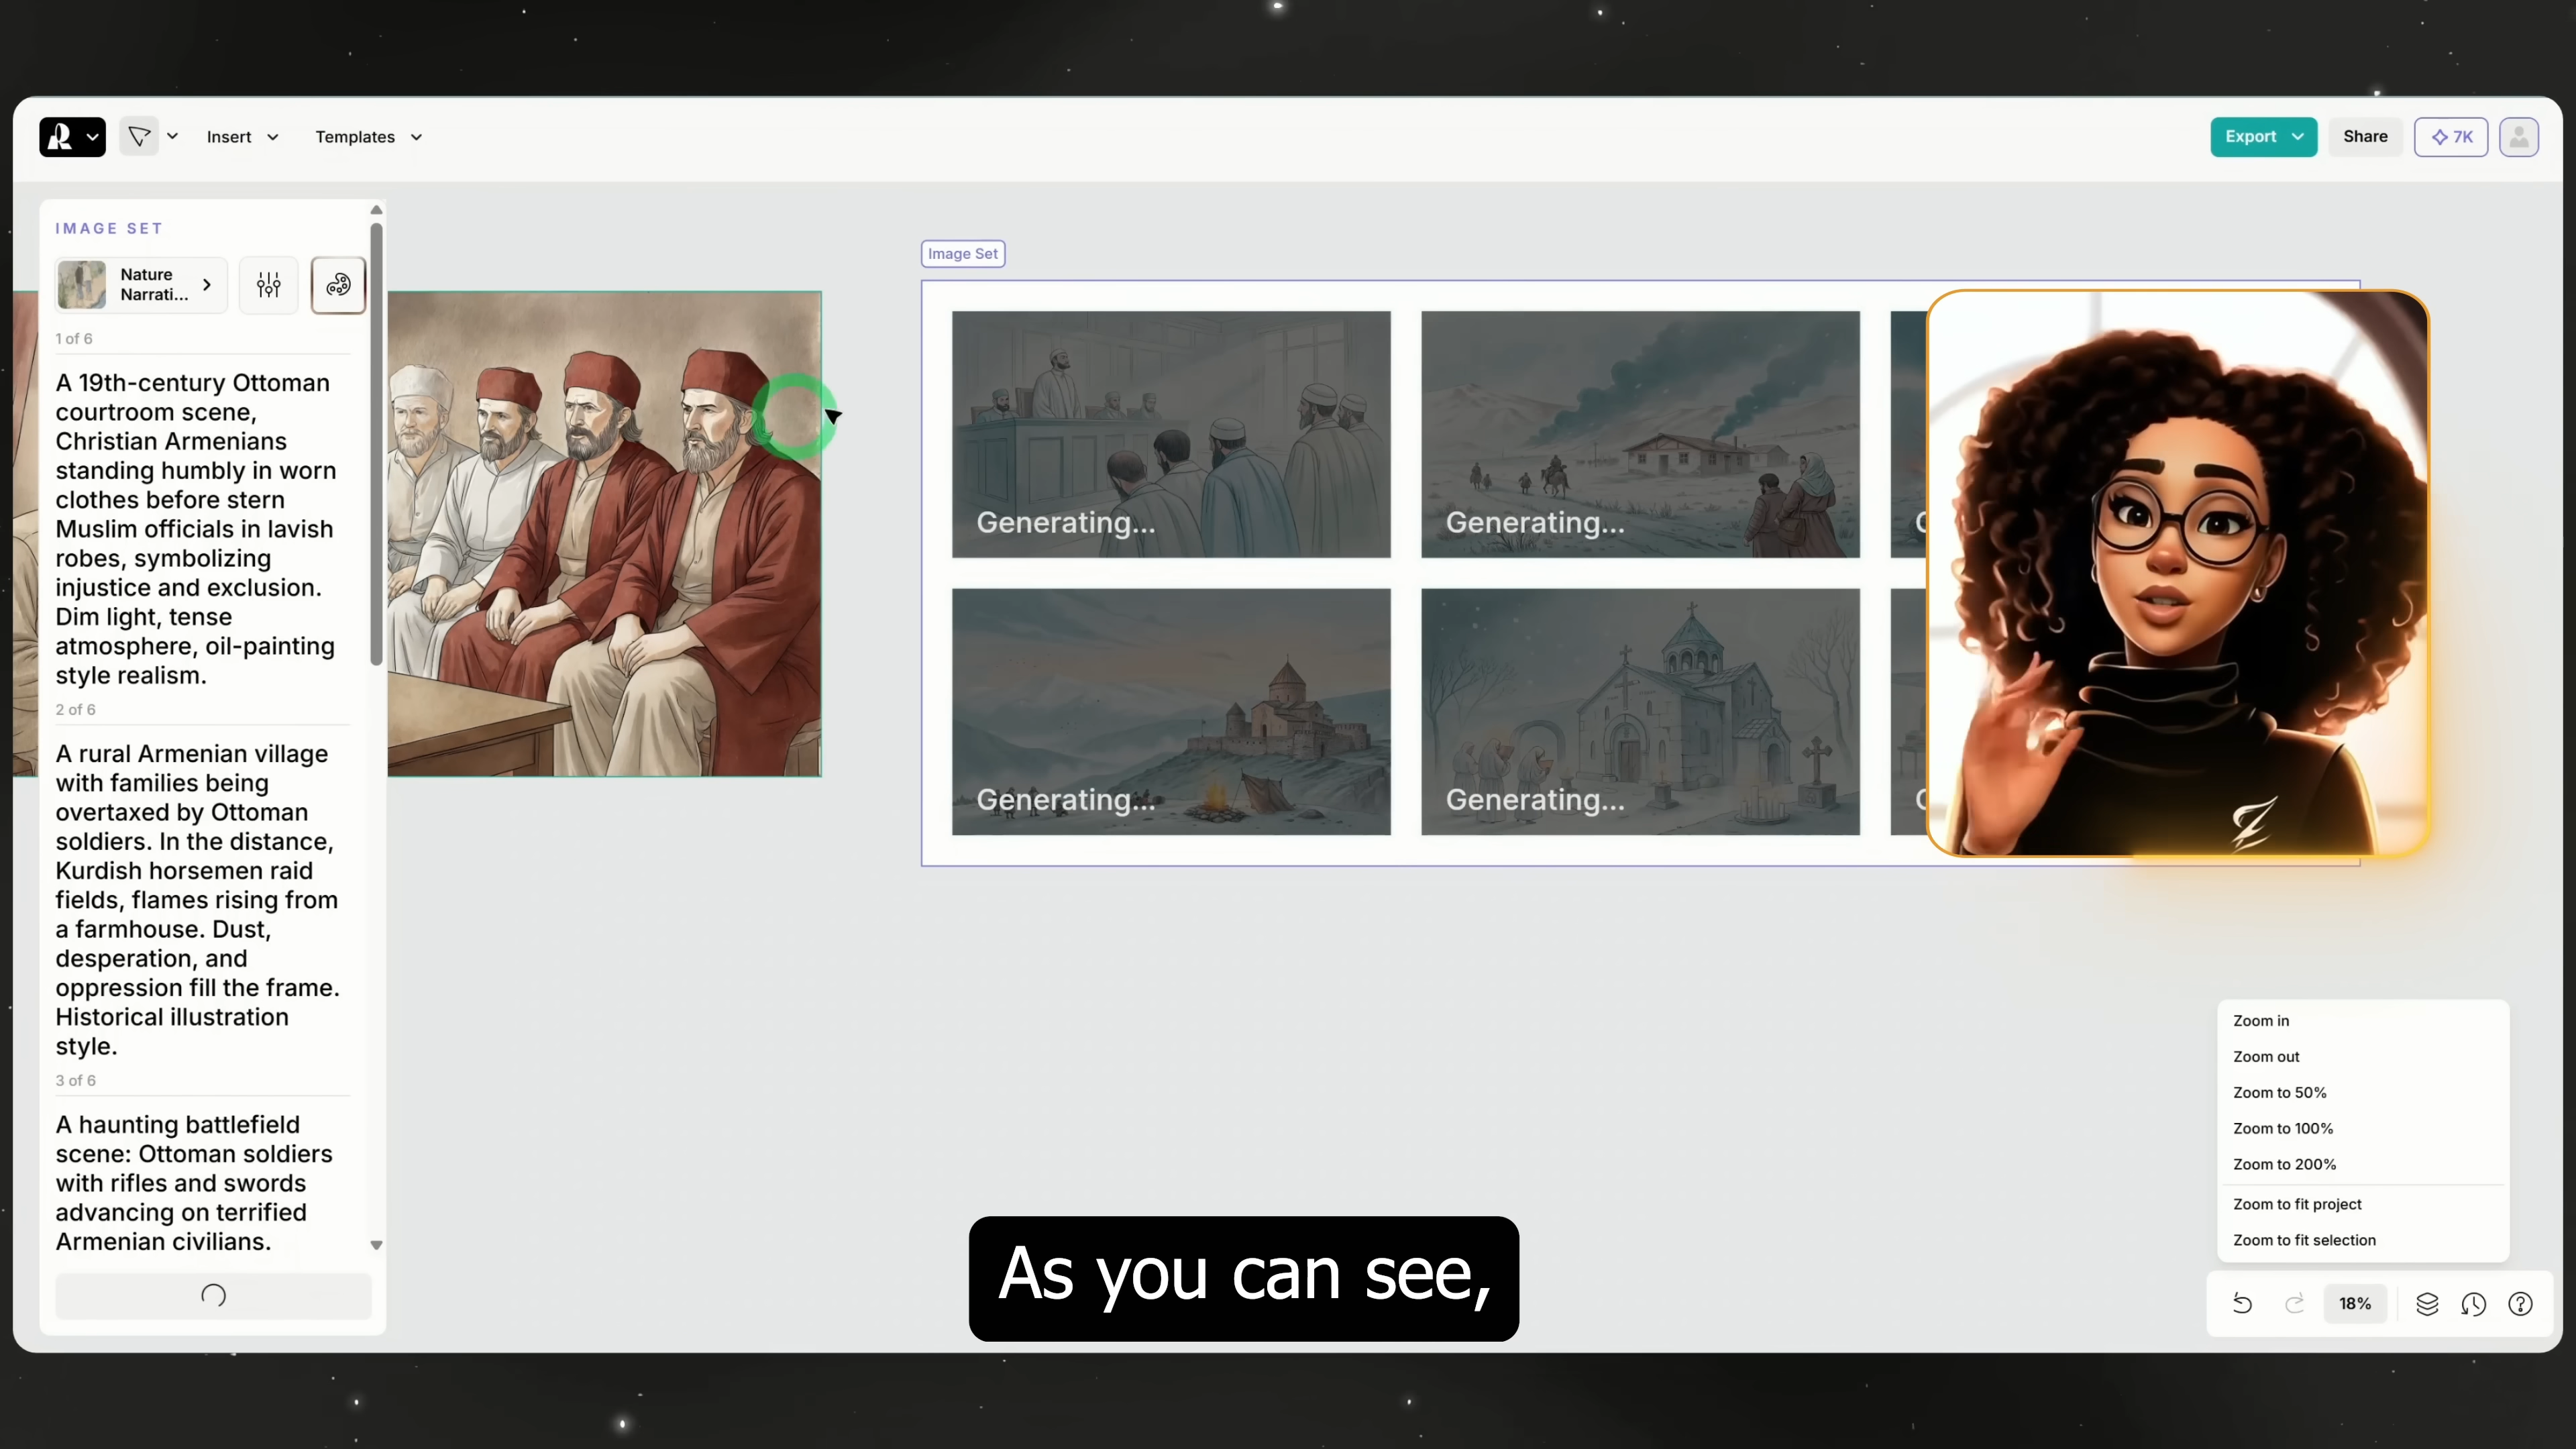 Insert
Templates
Export
Share
7K
IMAGE SET
Nature
Narrati...
1 of 6
A 19th-century Ottoman
courtroom scene,
Christian Armenians
standing humbly in worn
clothes before stern
Muslim officials in lavish
robes, symbolizing
injustice and exclusion.
Dim light, tense
atmosphere, oil-painting
style realism.
2 of 6
A rural Armenian village
with families being
overtaxed by Ottoman
soldiers. In the distance,
Kurdish horsemen raid
fields, flames rising from
a farmhouse. Dust,
desperation, and
oppression fill the frame.
Historical illustration
style.
3 of 6
A haunting battlefield
scene: Ottoman soldiers
with rifles and swords
advancing on terrified
Armenian civilians.
Image Set
Generating...
Generating...
Generating...
Generating...
As you can see,
Zoom in
Zoom out
Zoom to 50%
Zoom to 100%
Zoom to 200%
Zoom to fit project
Zoom to fit selection
18%